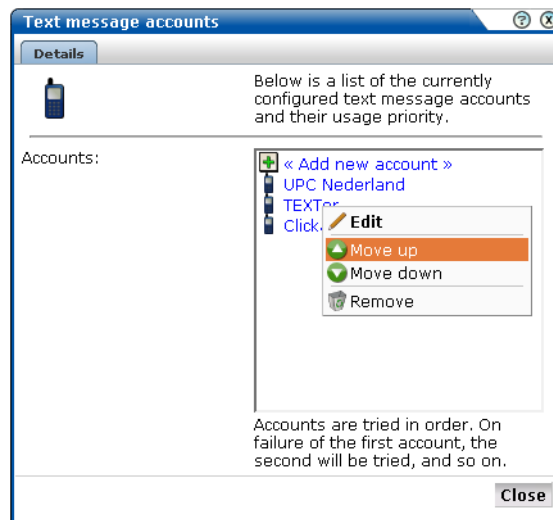 Text message accounts
Details
Below is a list of the currently
configured text message accounts
and their usage priority.
Accounts:
« Add new account »
UPC Nederland
TEXTer
Click
Edit
Move up
Move down
Remove
Accounts are tried in order. On
failure of the first account, the
second will be tried, and so on.
Close